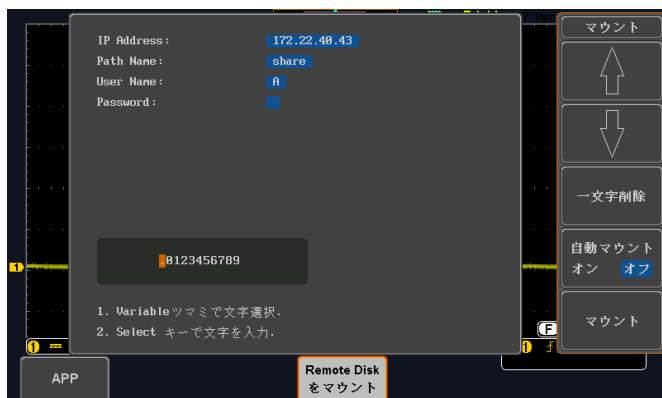 IP Address: 172.22.40.43
Path Name: share
User Name: A
Password:
.0123456789
1. Variableツマミで文字選択.
2. Select キーで文字を入力.
マウント
一文字削除
自動マウント
オン オフ
マウント
1
1
F
1
APP
Remote Disk
をマウント